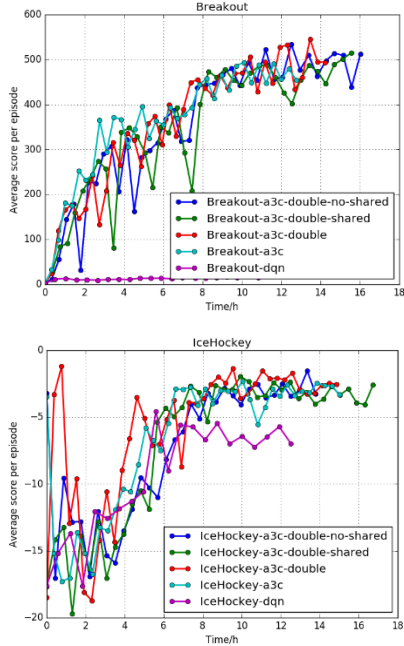 Breakout
600
500
400
300
200
100
0
Average score per episode
Breakout-a3c-double-no-shared
Breakout-a3c-double-shared
Breakout-a3c-double
Breakout-a3c
Breakout-dqn
0 2 4 6 8 10 12 14 16 18
Time/h
IceHockey
0
−5
−10
−15
−20
Average score per episode
IceHockey-a3c-double-no-shared
IceHockey-a3c-double-shared
IceHockey-a3c-double
IceHockey-a3c
IceHockey-dqn
0 2 4 6 8 10 12 14 16 18
Time/h